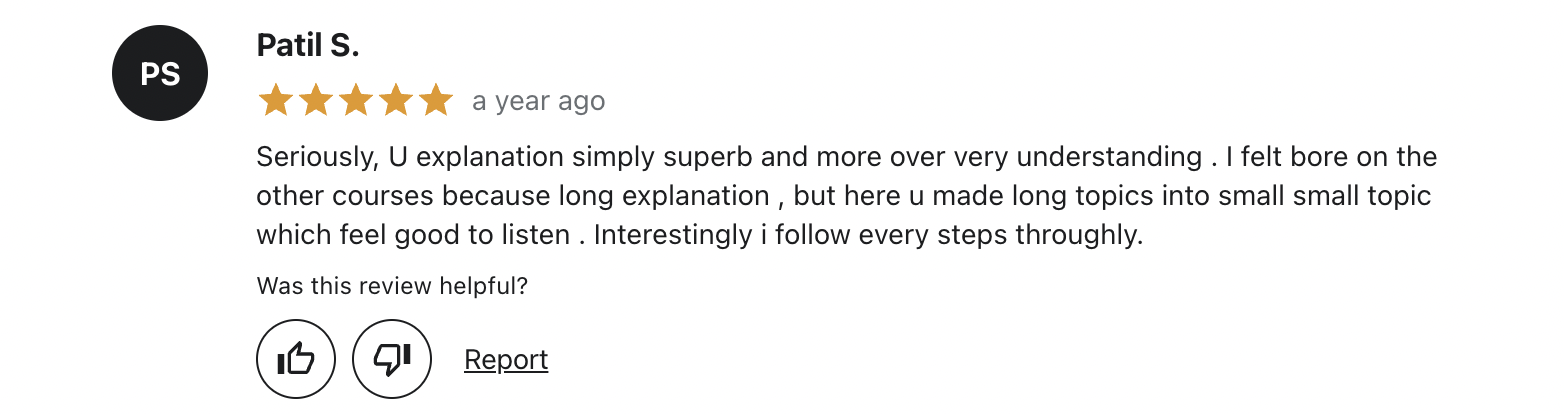 PS
Patil S.
a year ago
Seriously, U explanation simply superb and more over very understanding . I felt bore on the
other courses because long explanation , but here u made long topics into small small topic
which feel good to listen . Interestingly i follow every steps throughly.
Was this review helpful?
Report